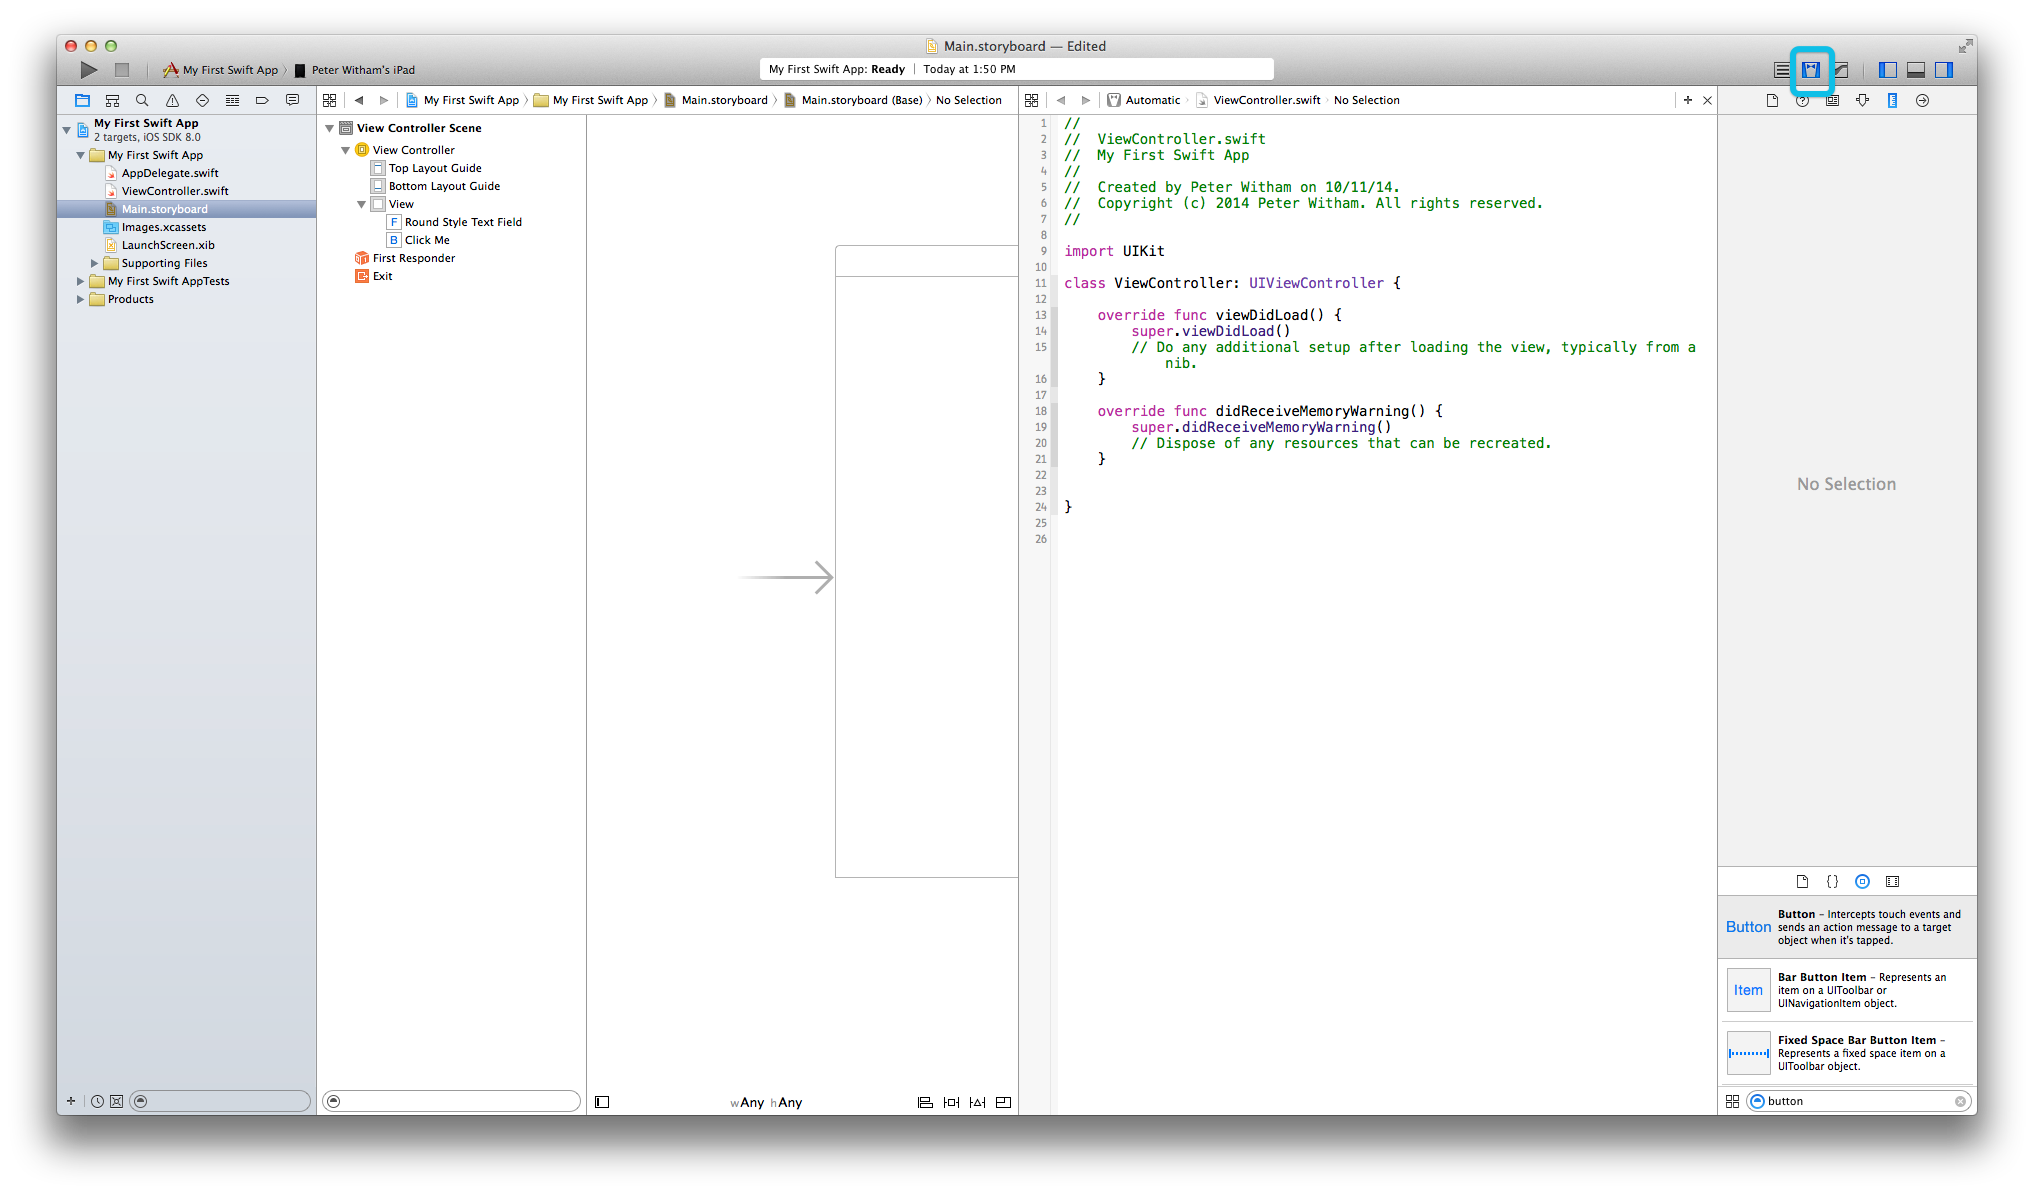 Main.storyboard — Edited
My First Swift App
Peter Witham's iPad
My First Swift App: Ready
Today at 1:50 PM
My First Swift App
My First Swift App
Main.storyboard
Main.storyboard (Base)
No Selection
Automatic
ViewController.swift
No Selection
My First Swift App
2 targets, iOS SDK 8.0
My First Swift App
AppDelegate.swift
ViewController.swift
Main.storyboard
Images.xcassets
LaunchScreen.xib
Supporting Files
My First Swift AppTests
Products
View Controller Scene
View Controller
Top Layout Guide
Bottom Layout Guide
View
F Round Style Text Field
B Click Me
First Responder
Exit
wAny hAny
1 //
2 //  ViewController.swift
3 //  My First Swift App
4 //
5 //  Created by Peter Witham on 10/11/14.
6 //  Copyright (c) 2014 Peter Witham. All rights reserved.
7 //
8
9 import UIKit
10
11 class ViewController: UIViewController {
12
13     override func viewDidLoad() {
14         super.viewDidLoad()
15         // Do any additional setup after loading the view, typically from a
nib.
16     }
17
18     override func didReceiveMemoryWarning() {
19         super.didReceiveMemoryWarning()
20         // Dispose of any resources that can be recreated.
21     }
22
23
24 }
25
26
No Selection
{}
Button
Button – Intercepts touch events and
sends an action message to a target
object when it's tapped.
Item
Bar Button Item – Represents an
item on a UIToolbar or
UINavigationItem object.
Fixed Space Bar Button Item –
Represents a fixed space item on a
UIToolbar object.
button